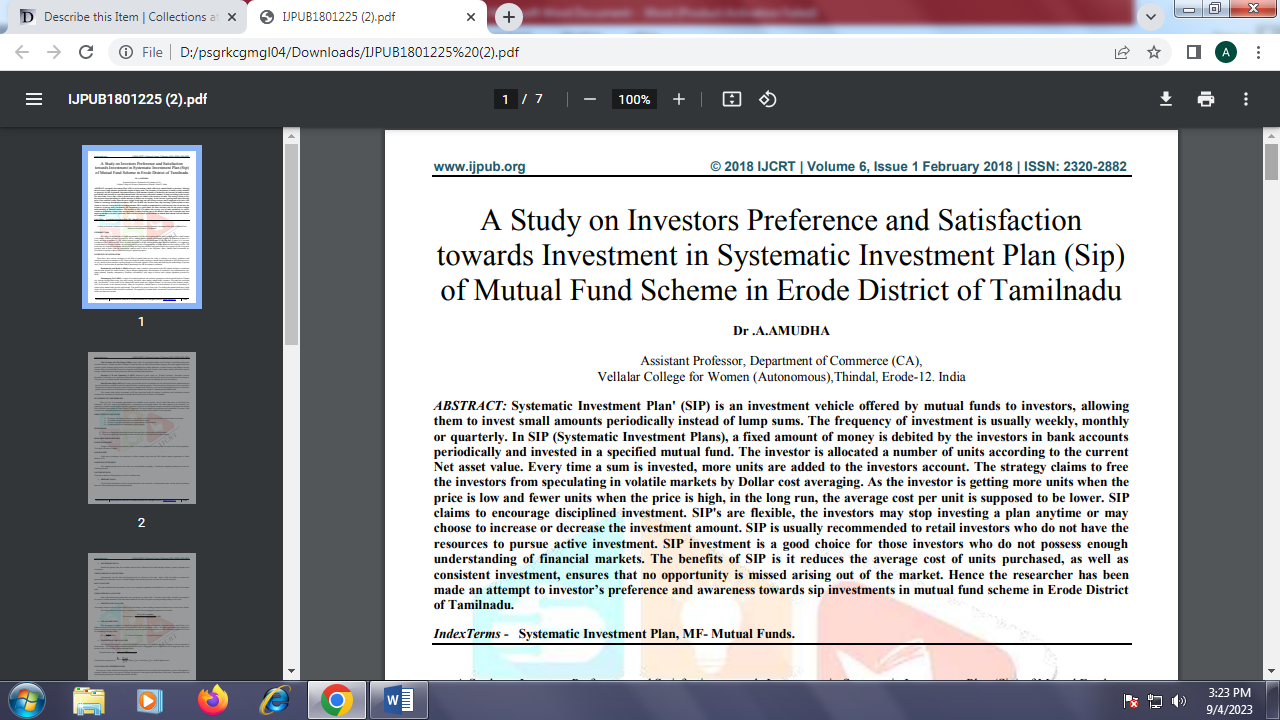 Describe this Item | Collections at
IJPUB1801225 (2).pdf
File | D:/psgrkcgmgl04/Downloads/IJPUB1801225%20(2).pdf
A
IJPUB1801225 (2).pdf
1 / 7
100%
1
2
www.ijpub.org
© 2018 IJCRT | Volume 6, Issue 1 February 2018 | ISSN: 2320-2882
A Study on Investors Preference and Satisfaction
towards Investment in Systematic Investment Plan (Sip)
of Mutual Fund Scheme in Erode District of Tamilnadu
Dr .A.AMUDHA
Assistant Professor, Department of Commerce (CA),
Vellalar College for Women (Autonomous),Thindal, Erode-12. India
ABSTRACT: Systematic Investment Plan' (SIP) is an investment vehicle offered by mutual funds to investors, allowing
them to invest small amounts periodically instead of lump sums. The frequency of investment is usually weekly, monthly
or quarterly. In SIP (Systematic Investment Plans), a fixed amount of money is debited by the investors in bank accounts
periodically and invested in a specified mutual fund. The investor is allocated a number of units according to the current
Net asset value. Every time a sum is invested, more units are added to the investors account. The strategy claims to free
the investors from speculating in volatile markets by Dollar cost averaging. As the investor is getting more units when the
price is low and fewer units when the price is high, in the long run, the average cost per unit is supposed to be lower. SIP
claims to encourage disciplined investment. SIP's are flexible, the investors may stop investing a plan anytime or may
choose to increase or decrease the investment amount. SIP is usually recommended to retail investors who do not have the
resources to pursue active investment. SIP investment is a good choice for those investors who do not possess enough
understanding of financial markets. The benefits of SIP is it reduces the average cost of units purchased, as well as
consistent investment, ensures that no opportunity is missed arising out of the market. Hence the researcher has been
made an attempt to investor’s preference and awareness towards sip investments in mutual fund scheme in Erode District
of Tamilnadu.
IndexTerms - Systematic Investment Plan, MF- Mutual Funds.
3:23 PM
9/4/2023